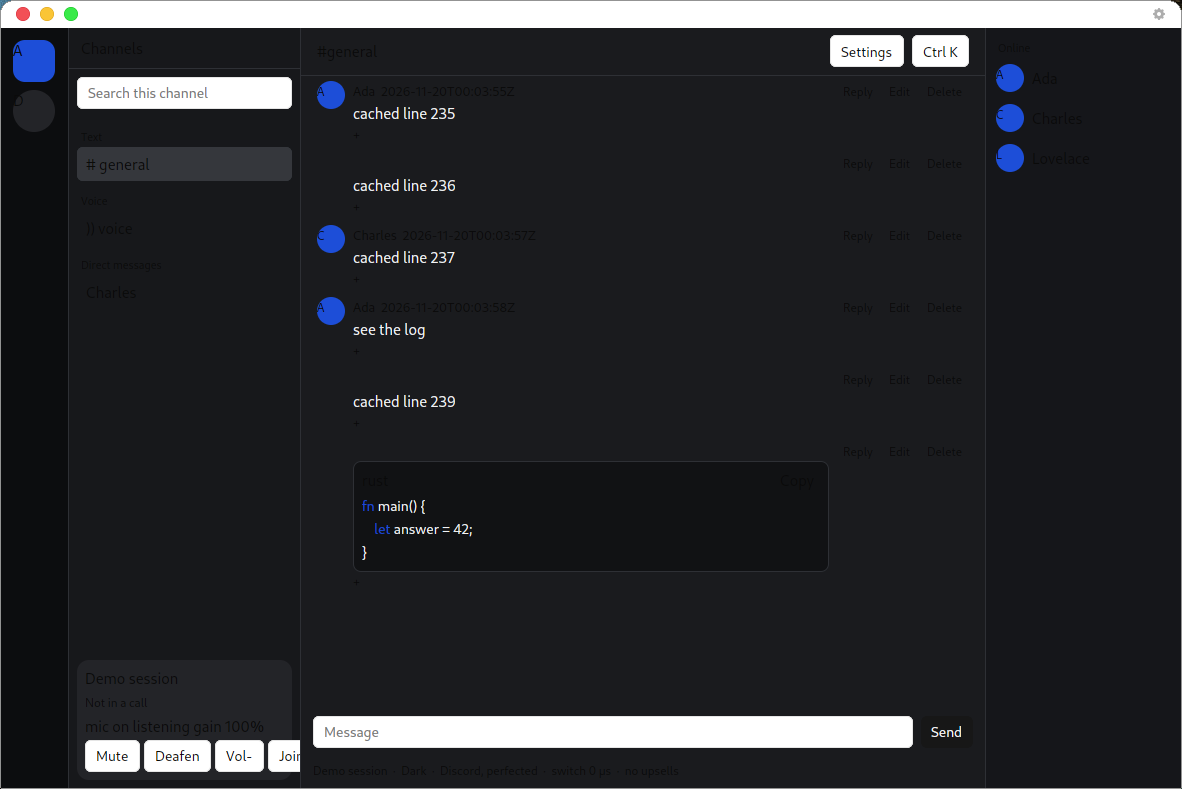 A
D
Channels
Search this channel
Text
# general
Voice
)) voice
Direct messages
Charles
Demo session
Not in a call
mic on listening gain 100%
Mute Deafen Vol- Join
#general
Settings Ctrl K
A Ada 2026-11-20T00:03:55Z Reply Edit Delete
cached line 235
+
Reply Edit Delete
cached line 236
+
C Charles 2026-11-20T00:03:57Z Reply Edit Delete
cached line 237
+
A Ada 2026-11-20T00:03:58Z Reply Edit Delete
see the log
+
Reply Edit Delete
cached line 239
+
Reply Edit Delete
rust Copy
fn main() {
let answer = 42;
}
+
Message Send
Demo session · Dark · Discord, perfected · switch 0 µs · no upsells
Online
A Ada
C Charles
L Lovelace